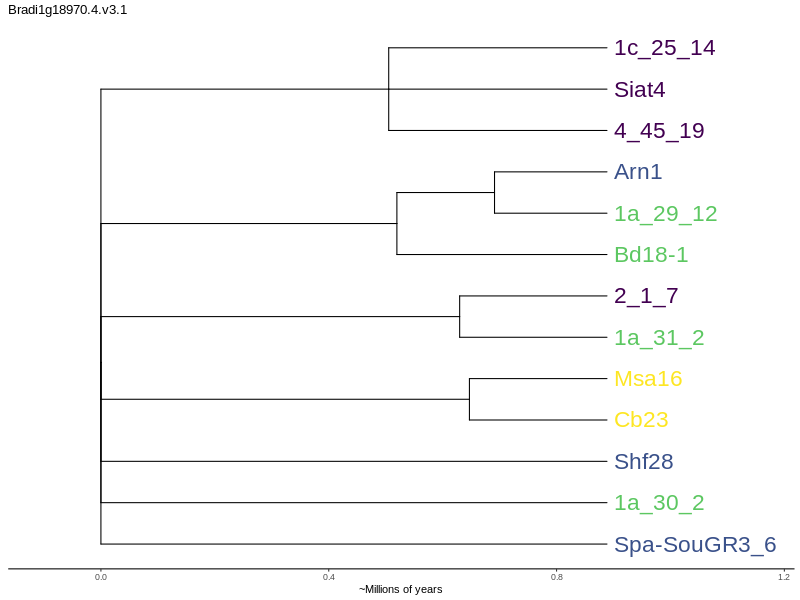 Bradi1g18970.4.v3.1
1c_25_14
Siat4
4_45_19
Arn1
1a_29_12
Bd18-1
2_1_7
1a_31_2
Msa16
Cb23
Shf28
1a_30_2
Spa-SouGR3_6
0.0 0.4 0.8 1.2
~Millions of years